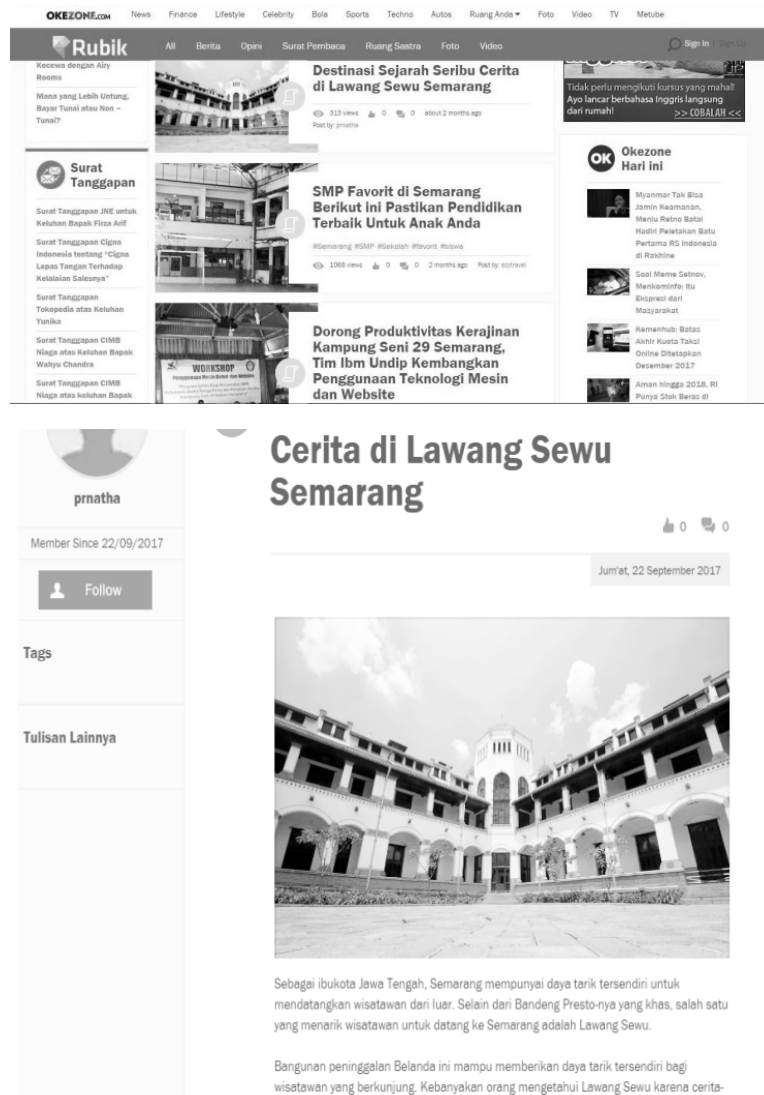 OKEZONE.COM News Finance Lifestyle Celebrity Bola Sports Techno Autos Ruang Anda Foto Video TV Metube
Rubik All Berita Opini Surat Pembaca Ruang Sastra Foto Video Sign In Sign Up
Kecewa dengan Airy
Rooms
Mana yang Lebih Untung,
Bayar Tunai atau Non –
Tunai?
Surat
Tanggapan
Surat Tanggapan JNE untuk
Keluhan Bapak Firza Arif
Surat Tanggapan Cigna
Indonesia tentang "Cigna
Lepas Tangan Terhadap
Kelalaian Salesnya"
Surat Tanggapan
Tokopedia atas Keluhan
Yunika
Surat Tanggapan CIMB
Niaga atas Keluhan Bapak
Wahyu Chandra
Surat Tanggapan CIMB
Niaga atas keluhan Bapak
Destinasi Sejarah Seribu Cerita
di Lawang Sewu Semarang
313 views 0 0 about 2 months ago
Post by: prnatha
SMP Favorit di Semarang
Berikut ini Pastikan Pendidikan
Terbaik Untuk Anak Anda
#Semarang #SMP #Sekolah #favorit #siswa
1068 views 0 0 2 months ago Post by:
WORKSHOP
Dorong Produktivitas Kerajinan
Kampung Seni 29 Semarang,
Tim Ibm Undip Kembangkan
Penggunaan Teknologi Mesin
dan Website
JP
Tidak perlu mengikuti kursus yang mahal!
Ayo lancar berbahasa Inggris langsung
dari rumah! >> COBALAH <<
OK Okezone
Hari ini
Myanmar Tak Bisa
Jamin Keamanan,
Menlu Retno Batal
Hadiri Peletakan Batu
Pertama RS Indonesia
di Rakhine
Soal Meme Setnov,
Menkominfo: Itu
Ekspresi dari
Masyarakat
Kemenhub: Batas
Akhir Kuota Taksi
Online Ditetapkan
Desember 2017
Aman hingga 2018, RI
Punya Stok Beras di
prnatha
Member Since 22/09/2017
Follow
Tags
Tulisan Lainnya
Cerita di Lawang Sewu
Semarang
0 0
Jum'at, 22 September 2017
Sebagai ibukota Jawa Tengah, Semarang mempunyai daya tarik tersendiri untuk
mendatangkan wisatawan dari luar. Selain dari Bandeng Presto-nya yang khas, salah satu
yang menarik wisatawan untuk datang ke Semarang adalah Lawang Sewu.
Bangunan peninggalan Belanda ini mampu memberikan daya tarik tersendiri bagi
wisatawan yang berkunjung. Kebanyakan orang mengetahui Lawang Sewu karena cerita-